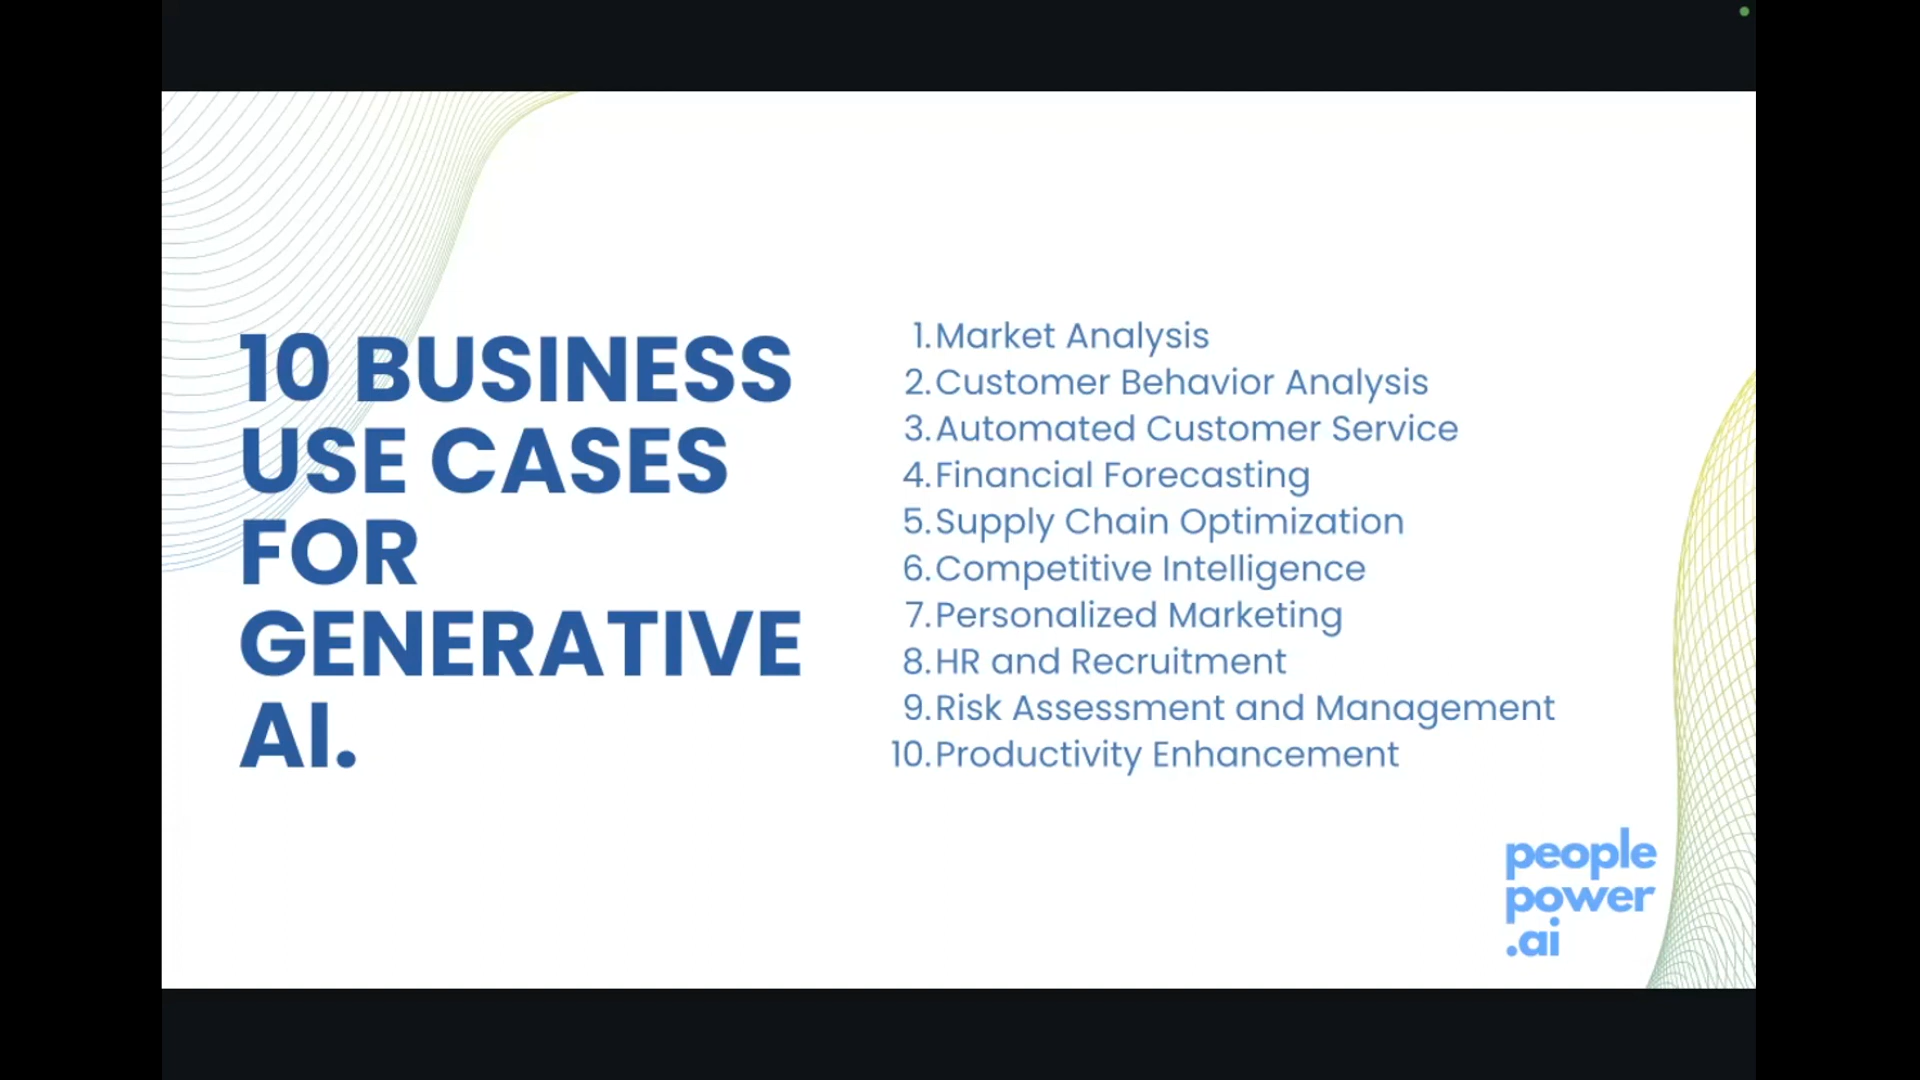 10 BUSINESS
USE CASES
FOR
GENERATIVE
AI.
1. Market Analysis
2. Customer Behavior Analysis
3. Automated Customer Service
4. Financial Forecasting
5. Supply Chain Optimization
6. Competitive Intelligence
7. Personalized Marketing
8. HR and Recruitment
9. Risk Assessment and Management
10. Productivity Enhancement
people
power
.ai